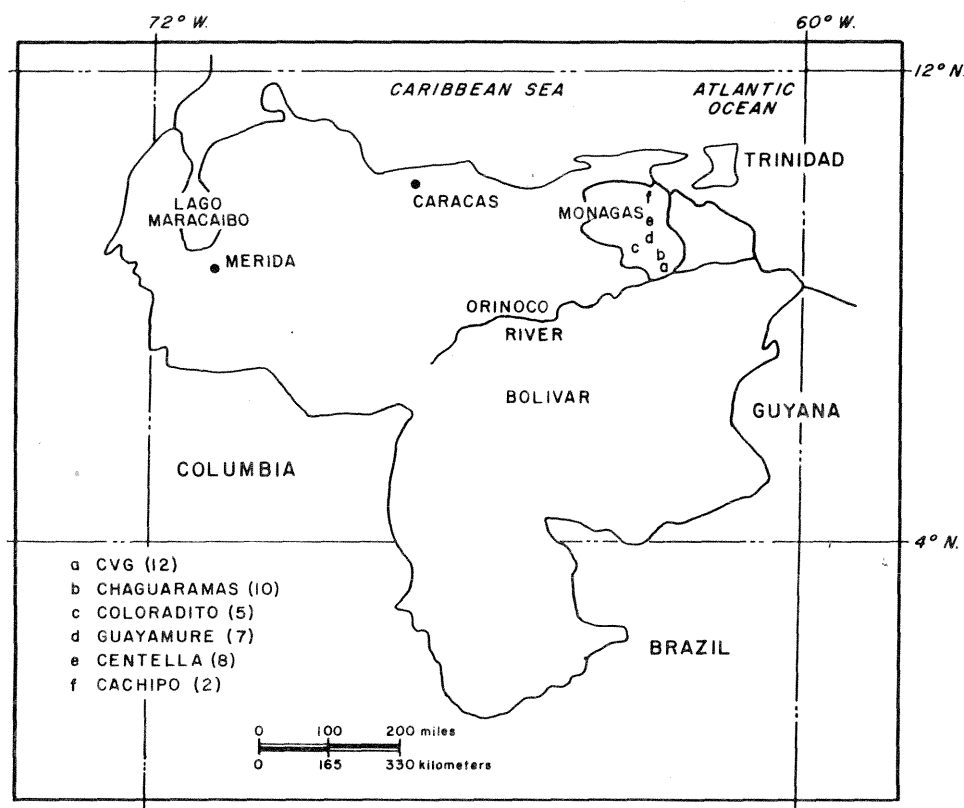 72° W.
60° W.
12° N.
CARIBBEAN SEA
ATLANTIC
OCEAN
TRINIDAD
CARACAS
LAGO
MARACAIBO
MONAGAS
f
e
d
c
b
a
MERIDA
ORINOCO
RIVER
BOLIVAR
GUYANA
COLUMBIA
4° N.
a CVG (12)
b CHAGUARAMAS (10)
c COLORADITO (5)
d GUAYAMURE (7)
e CENTELLA (8)
f CACHIPO (2)
BRAZIL
0 100 200 miles
0 165 330 kilometers